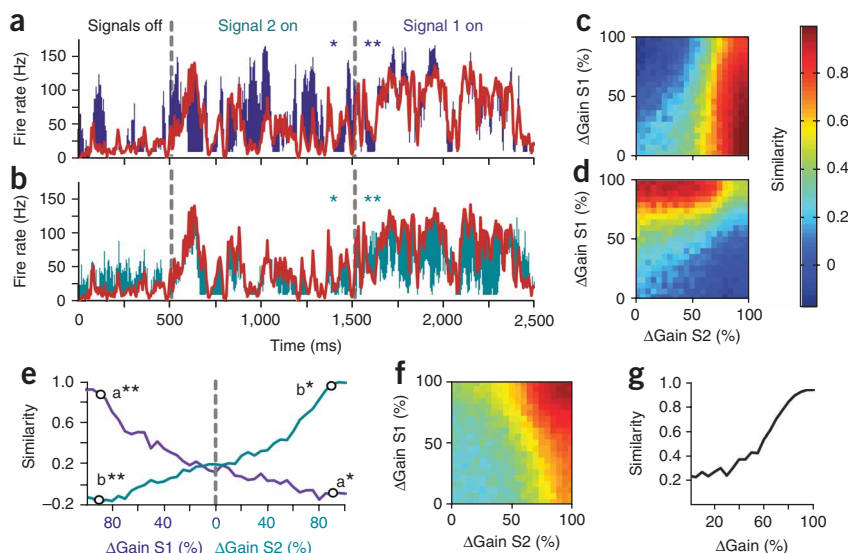 a
Signals off
Signal 2 on
Signal 1 on
* **
Fire rate (Hz)
150
100
50
0
b
* **
Fire rate (Hz)
150
100
50
0
0 500 1,000 1,500 2,000 2,500
Time (ms)
c
ΔGain S1 (%)
100
50
0
d
ΔGain S1 (%)
100
50
0
0 50 100
ΔGain S2 (%)
Similarity
0.8
0.6
0.4
0.2
0
e
Similarity
1.0
0.6
0.2
−0.2
a**
b*
b**
a*
80 40 0 40 80
ΔGain S1 (%) ΔGain S2 (%)
f
ΔGain S1 (%)
100
50
0
0 50 100
ΔGain S2 (%)
g
Similarity
1.0
0.8
0.6
0.4
0.2
20 60 100
ΔGain (%)